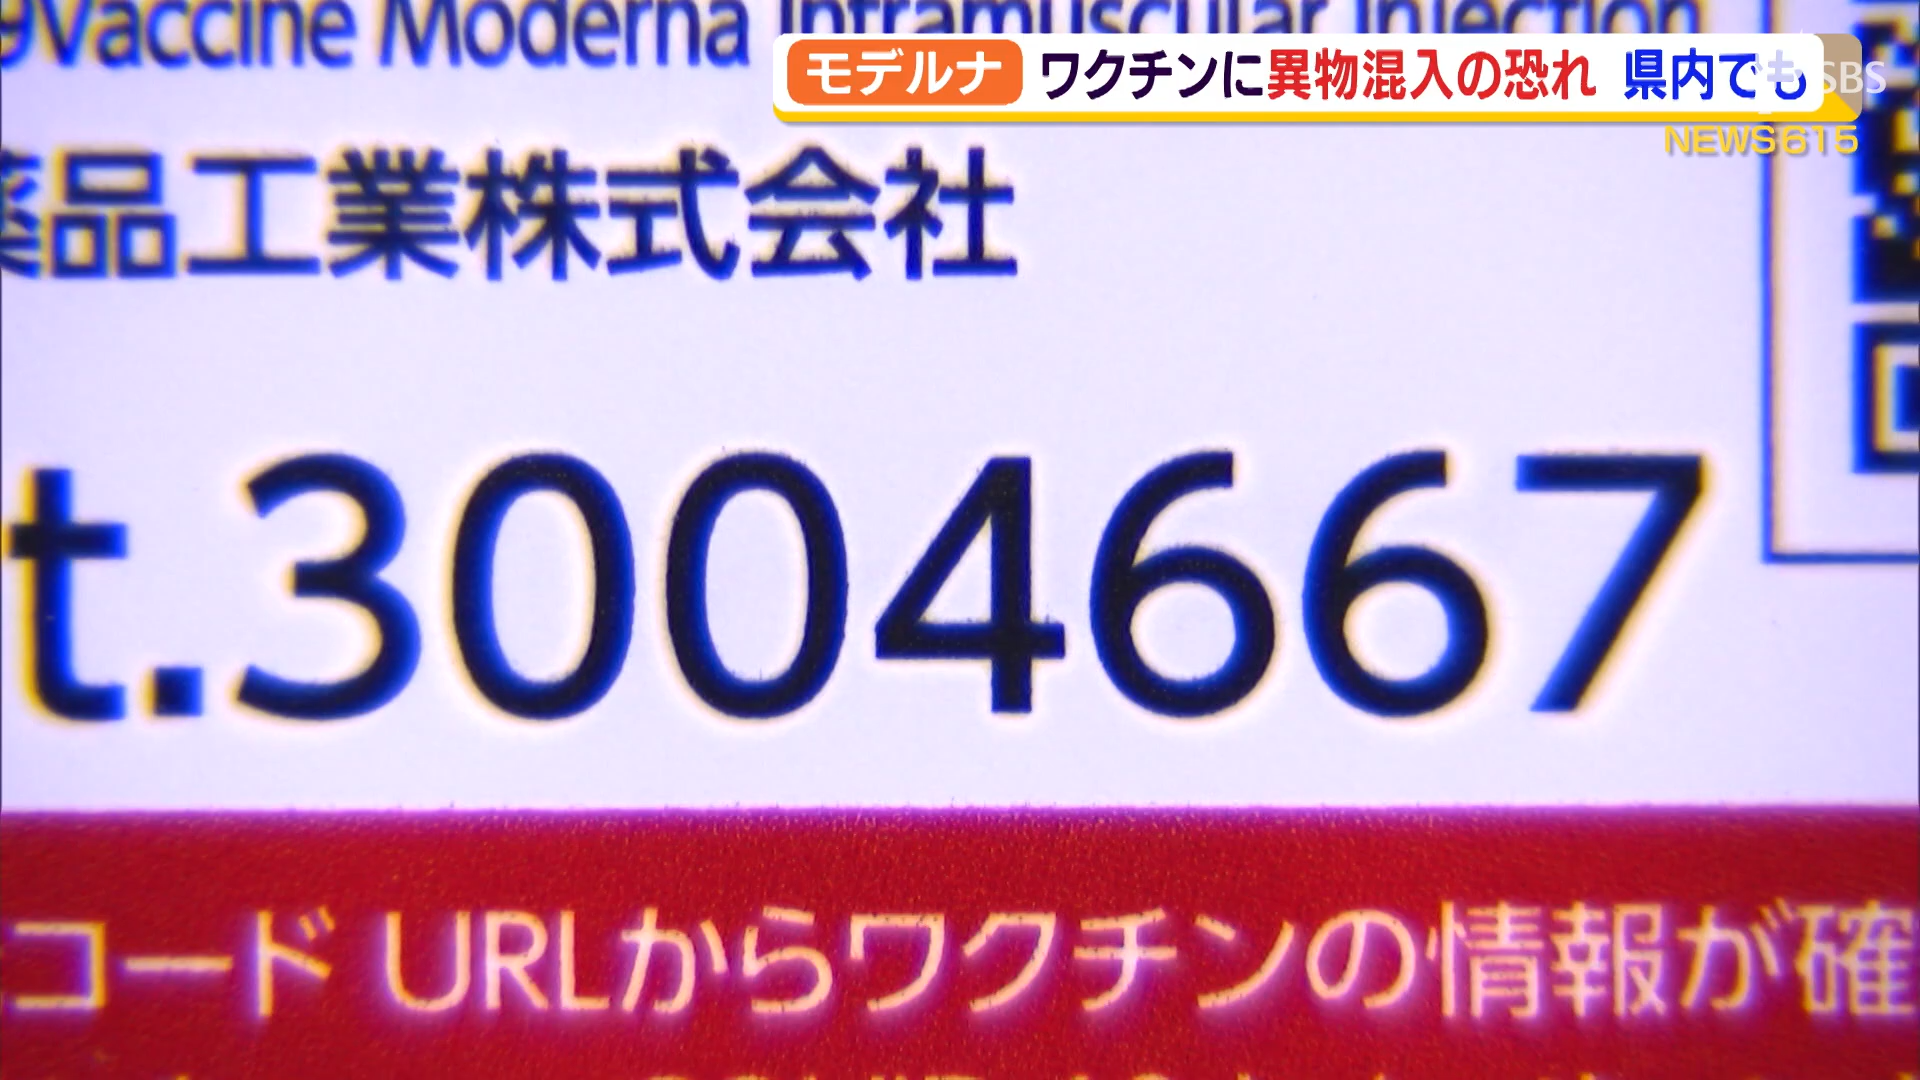 9Vaccine Moderna Intramuscular Injection
モデルナ ワクチンに異物混入の恐れ 県内でも
SBS
NEWS615
薬品工業株式会社
t.3004667
コード URLからワクチンの情報が確